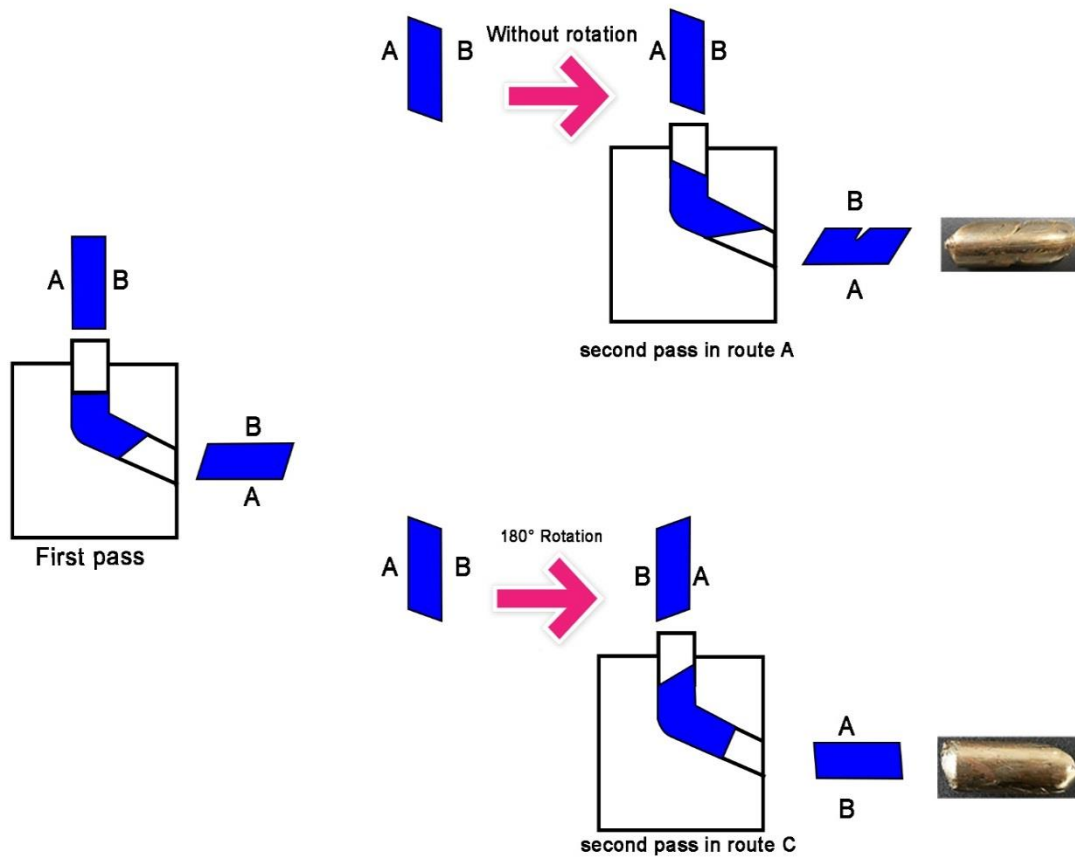 A B
B
A
First pass
A B
Without rotation
A B
B
A
second pass in route A
A B
180° Rotation
B A
A
B
second pass in route C